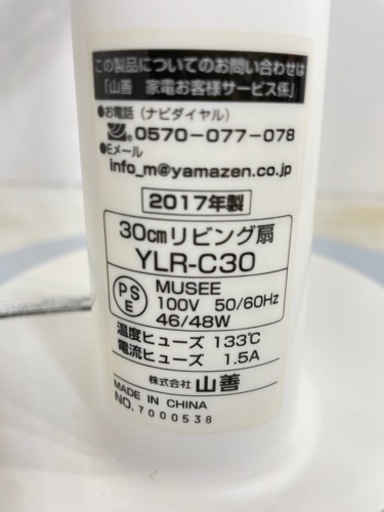 この製品についてのお問い合わせは
「山善 家電お客様サービス係」
●お電話(ナビダイヤル)
0570-077-078
●Eメール
info_m@yamazen.co.jp
2017年製
30cmリビング扇
YLR-C30
PSE
MUSEE
100V 50/60Hz
46/48W
温度ヒューズ 133℃
電流ヒューズ 1.5A
株式会社 山善
MADE IN CHINA
NO. 7000538